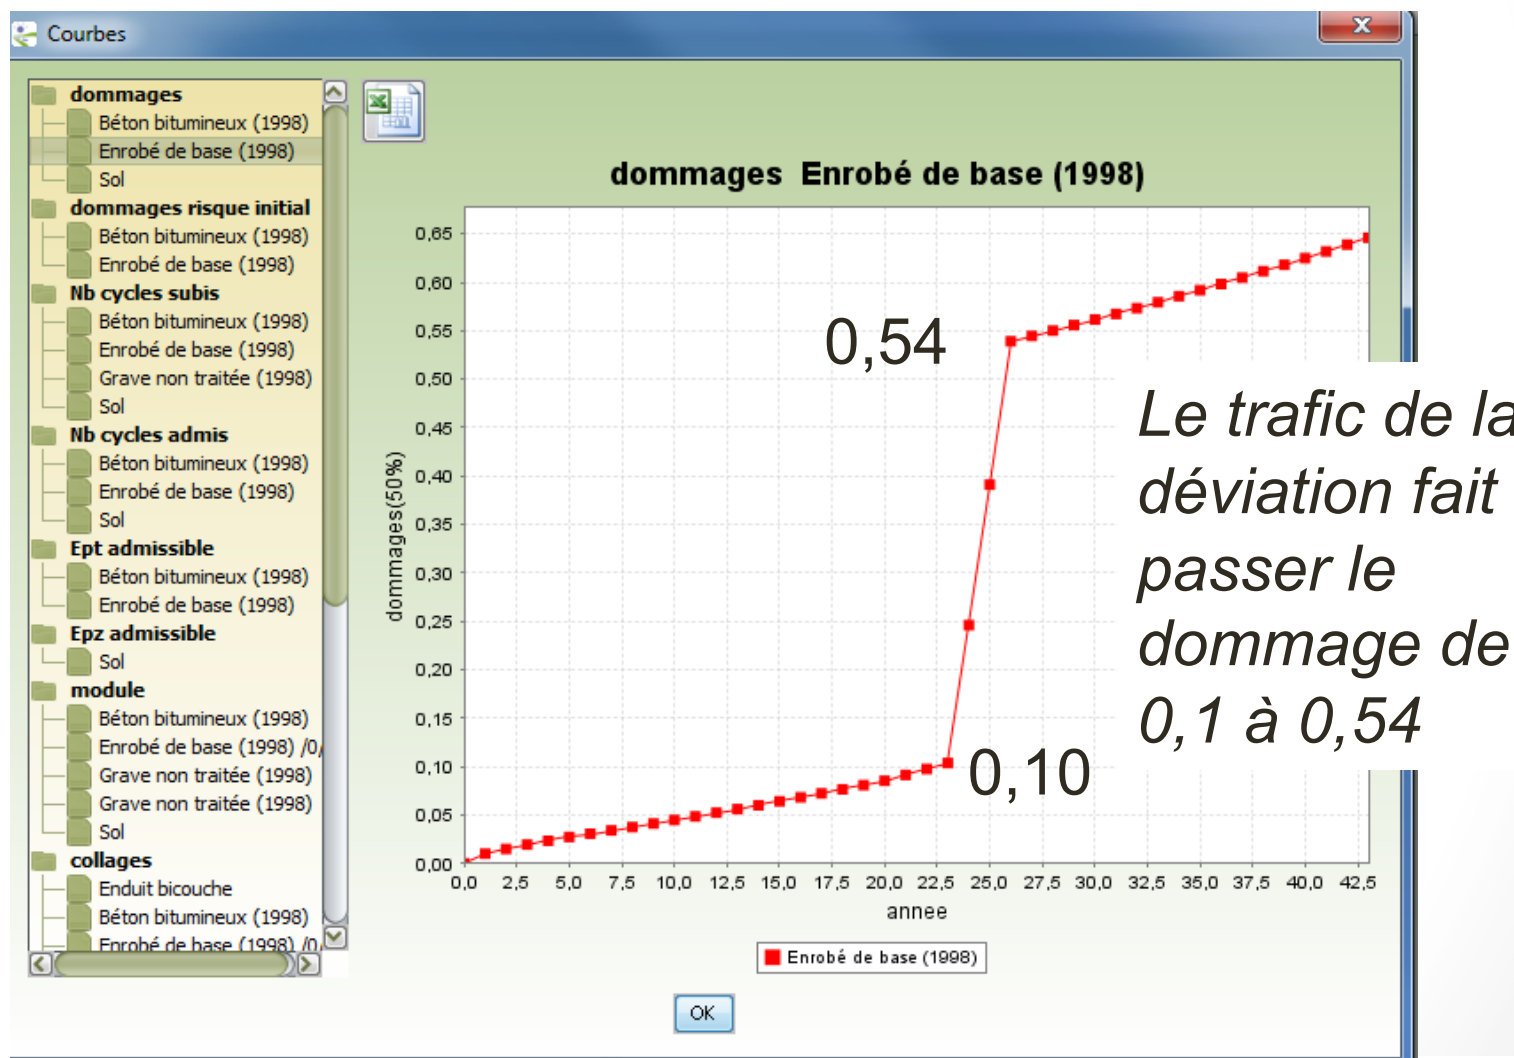 Courbes
x
dommages
Béton bitumineux (1998)
Enrobé de base (1998)
Sol
dommages risque initial
Béton bitumineux (1998)
Enrobé de base (1998)
Nb cycles subis
Béton bitumineux (1998)
Enrobé de base (1998)
Grave non traitée (1998)
Sol
Nb cycles admis
Béton bitumineux (1998)
Enrobé de base (1998)
Sol
Ept admissible
Béton bitumineux (1998)
Enrobé de base (1998)
Epz admissible
Sol
module
Béton bitumineux (1998)
Enrobé de base (1998) /0/
Grave non traitée (1998)
Grave non traitée (1998)
Sol
collages
Enduit bicouche
Béton bitumineux (1998)
Enrobé de base (1998) /0/
dommages Enrobé de base (1998)
dommages(50%)
0,65
0,60
0,55
0,50
0,45
0,40
0,35
0,30
0,25
0,20
0,15
0,10
0,05
0,00
0,54
0,10
0,0 2,5 5,0 7,5 10,0 12,5 15,0 17,5 20,0 22,5 25,0 27,5 30,0 32,5 35,0 37,5 40,0 42,5
annee
Enrobé de base (1998)
OK
Le trafic de la
déviation fait
passer le
dommage de
0,1 à 0,54